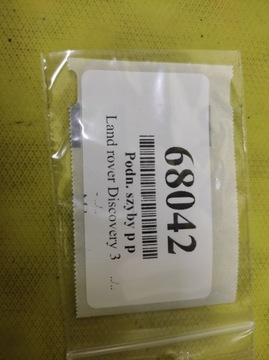 68042
Podn. szyby p p
Land rover Discovery 3 ../..
- ../..